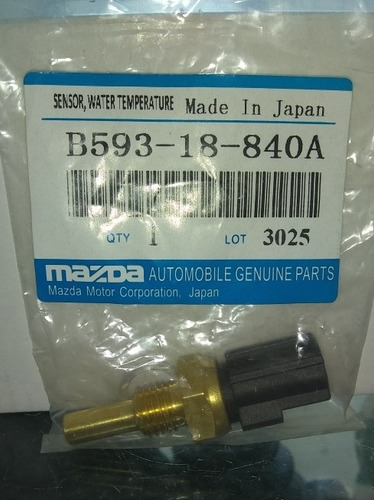 SENSOR, WATER TEMPERATURE Made In Japan
B593-18-840A
QTY 1 LOT 3025
mazda AUTOMOBILE GENUINE PARTS
Mazda Motor Corporation, Japan